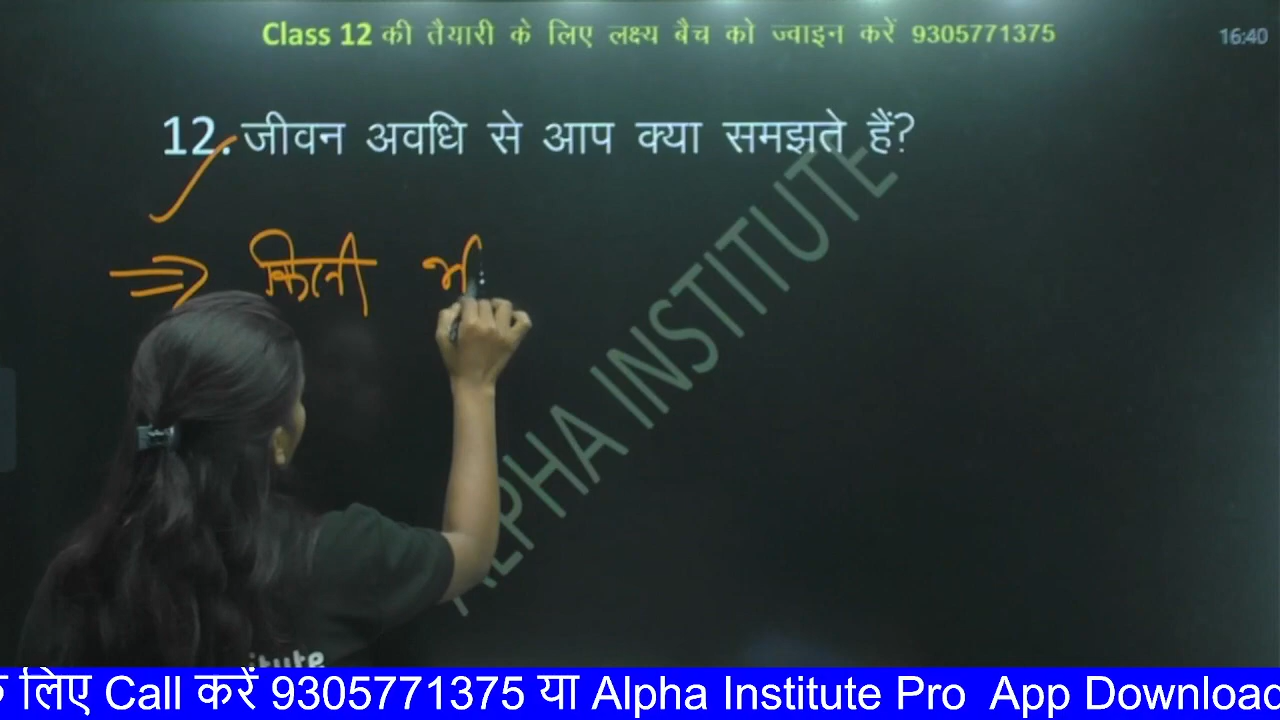 Class 12 की तैयारी के लिए लक्ष्य बैच को ज्वाइन करें 9305771375
16:40
12. जीवन अवधि से आप क्या समझते हैं?
⇒ किसी भी
ALPHA INSTITUTE
itute
लिए Call करें 9305771375 या Alpha Institute Pro App Download